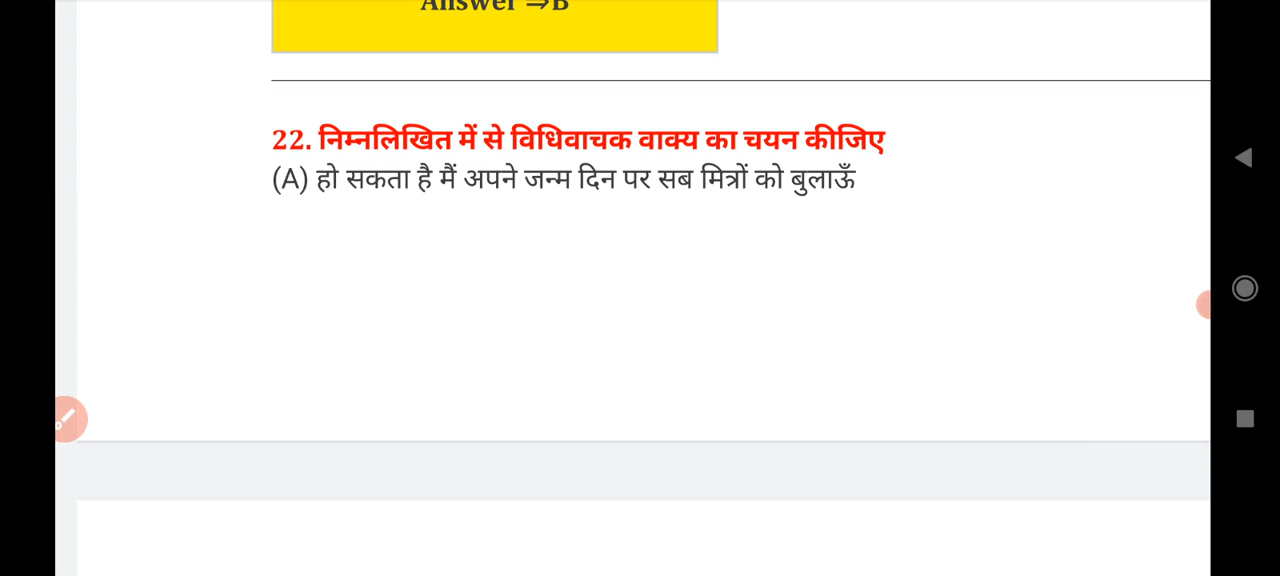 Answer ⇒B
22. निम्नलिखित में से विधिवाचक वाक्य का चयन कीजिए
(A) हो सकता है मैं अपने जन्म दिन पर सब मित्रों को बुलाऊँ